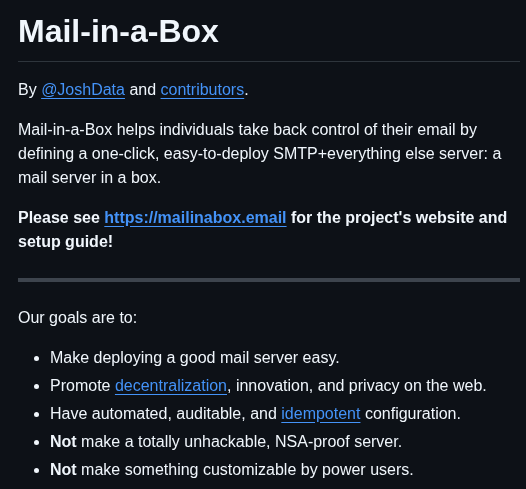 Mail-in-a-Box
By @JoshData and contributors.
Mail-in-a-Box helps individuals take back control of their email by
defining a one-click, easy-to-deploy SMTP+everything else server: a
mail server in a box.
Please see https://mailinabox.email for the project's website and
setup guide!
Our goals are to:
• Make deploying a good mail server easy.
• Promote decentralization, innovation, and privacy on the web.
• Have automated, auditable, and idempotent configuration.
• Not make a totally unhackable, NSA-proof server.
• Not make something customizable by power users.